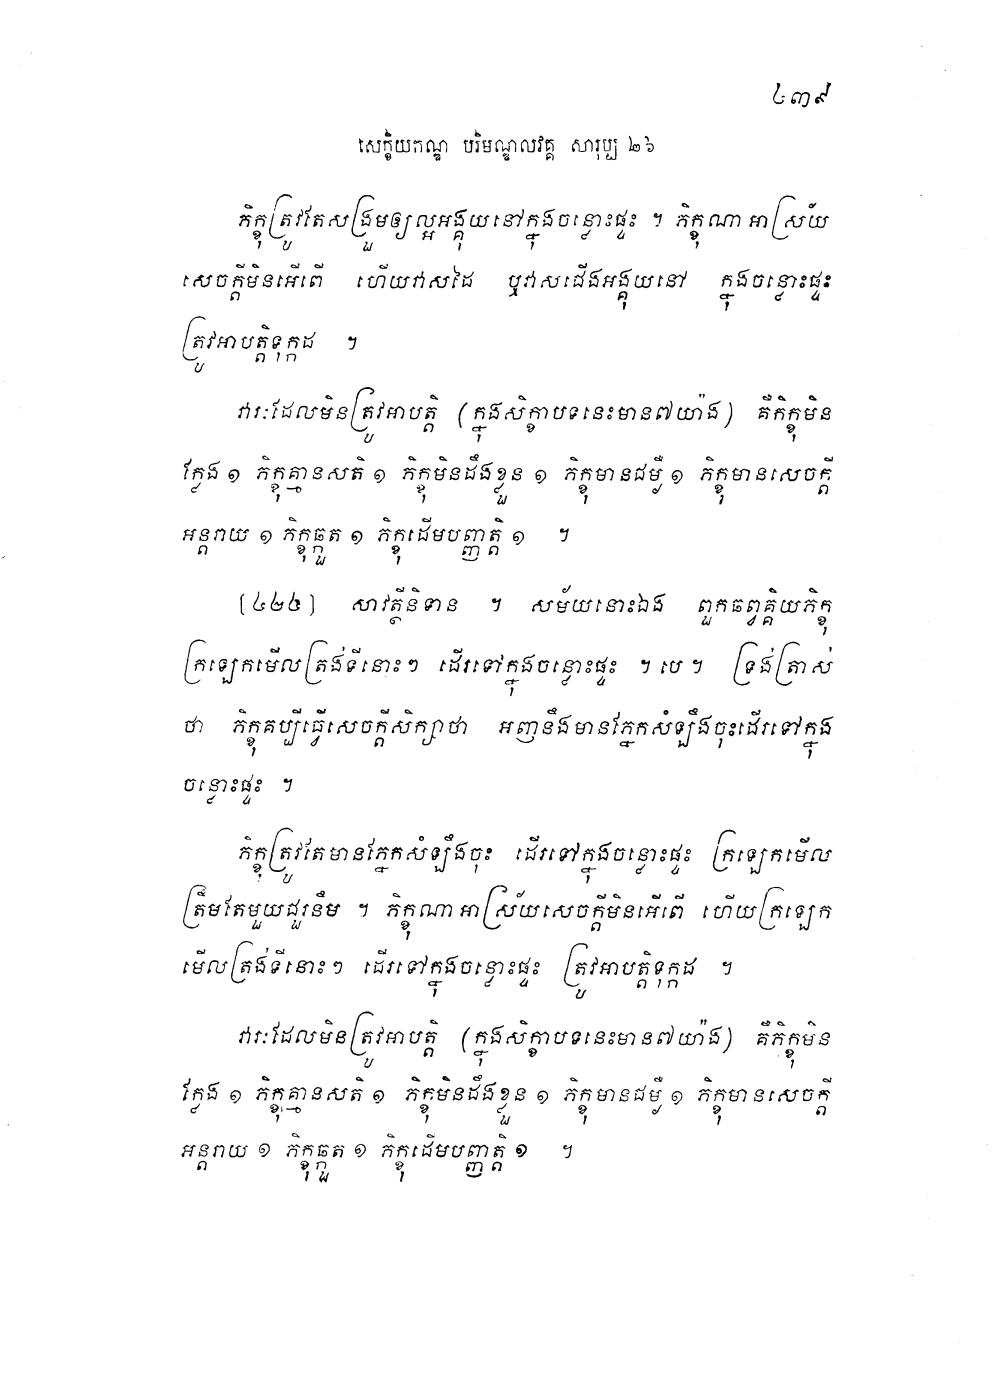 ៤៣៩
សេក្ខិយកណ្ឌ បរិមណ្ឌលវគ្គ សារុប្ប ២៦
ភិក្ខុត្រូវតែសង្រួមឲ្យល្អអង្គុយនៅក្នុងចន្លោះផ្ទះ ។ ភិក្ខុណា អាស្រ័យ
សេចក្តីមិនអើពើ ហើយរវាសដៃ ឬរវាសជើងអង្គុយនៅ ក្នុងចន្លោះផ្ទះ
ត្រូវអាបត្តិទុក្កដ ។
វារៈដែលមិនត្រូវអាបត្តិ (ក្នុងសិក្ខាបទនេះមាន៧យ៉ាង) គឺភិក្ខុមិន
ក្លែង ១ ភិក្ខុគ្មានសតិ ១ ភិក្ខុមិនដឹងខ្លួន ១ ភិក្ខុមានជម្ងឺ ១ ភិក្ខុមានសេចក្តី
អន្តរាយ ១ ភិក្ខុឆ្កួត ១ ភិក្ខុដើមបញ្ញត្តិ ១ ។
(៤២៤) សាវត្ថីនិទាន ។ សម័យនោះឯង ពួកឆព្វគ្គិយភិក្ខុ
ក្រឡេកមើលត្រង់ទីនោះៗ ដើរទៅក្នុងចន្លោះផ្ទះ ។ បេ ។ ទ្រង់ត្រាស់
ថា ភិក្ខុគប្បីធ្វើសេចក្តីសិក្សាថា អញនឹងមានភ្នែកសំឡឹងចុះដើរទៅក្នុង
ចន្លោះផ្ទះ ។
ភិក្ខុត្រូវតែមានភ្នែកសំឡឹងចុះ ដើរទៅក្នុងចន្លោះផ្ទះ ក្រឡេកមើល
ត្រឹមតែមួយជួរនឹម ។ ភិក្ខុណា អាស្រ័យសេចក្តីមិនអើពើ ហើយក្រឡេក
មើលត្រង់ទីនោះៗ ដើរទៅក្នុងចន្លោះផ្ទះ ត្រូវអាបត្តិទុក្កដ ។
វារៈដែលមិនត្រូវអាបត្តិ (ក្នុងសិក្ខាបទនេះមាន៧យ៉ាង) គឺភិក្ខុមិន
ក្លែង ១ ភិក្ខុគ្មានសតិ ១ ភិក្ខុមិនដឹងខ្លួន ១ ភិក្ខុមានជម្ងឺ ១ ភិក្ខុមានសេចក្តី
អន្តរាយ ១ ភិក្ខុឆ្កួត ១ ភិក្ខុដើមបញ្ញត្តិ ១ ។